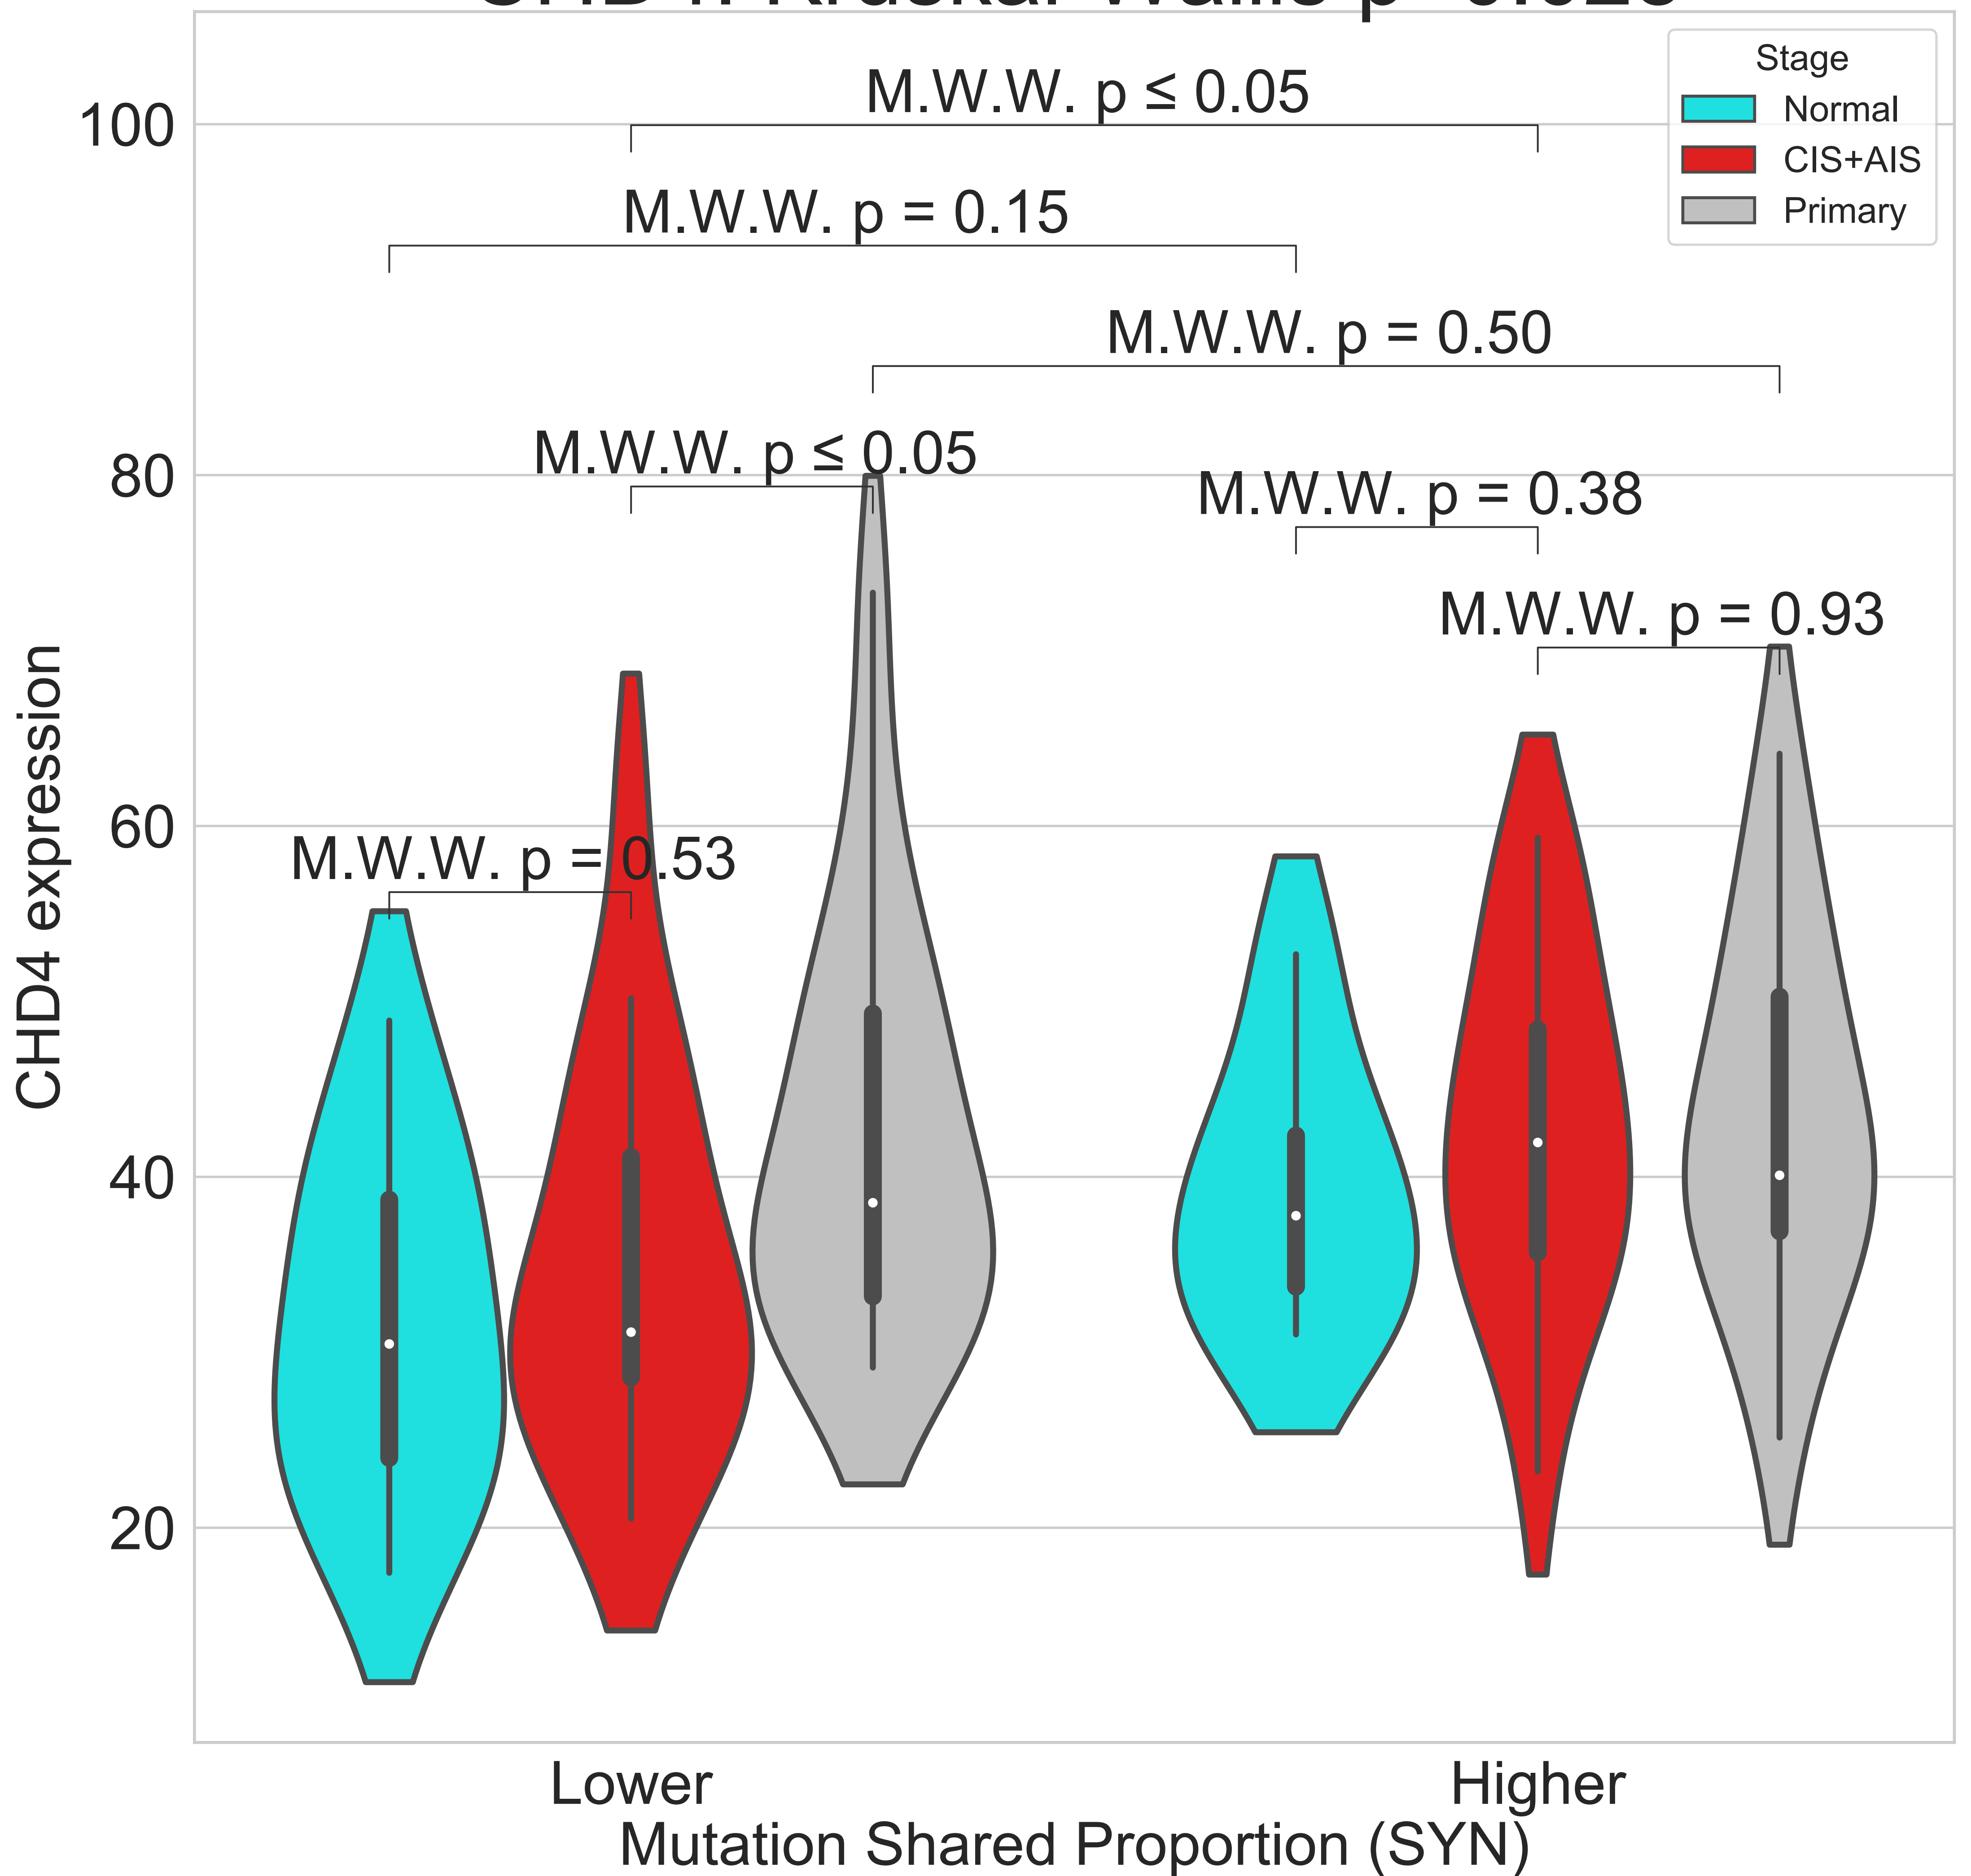 M.W.W. p ≤ 0.05
M.W.W. p = 0.15
M.W.W. p = 0.50
M.W.W. p ≤ 0.05
M.W.W. p = 0.38
M.W.W. p = 0.93
M.W.W. p = 0.53
Stage
Normal
CIS+AIS
Primary
100
80
60
40
20
CHD4 expression
Lower
Higher
Mutation Shared Proportion (SYN)